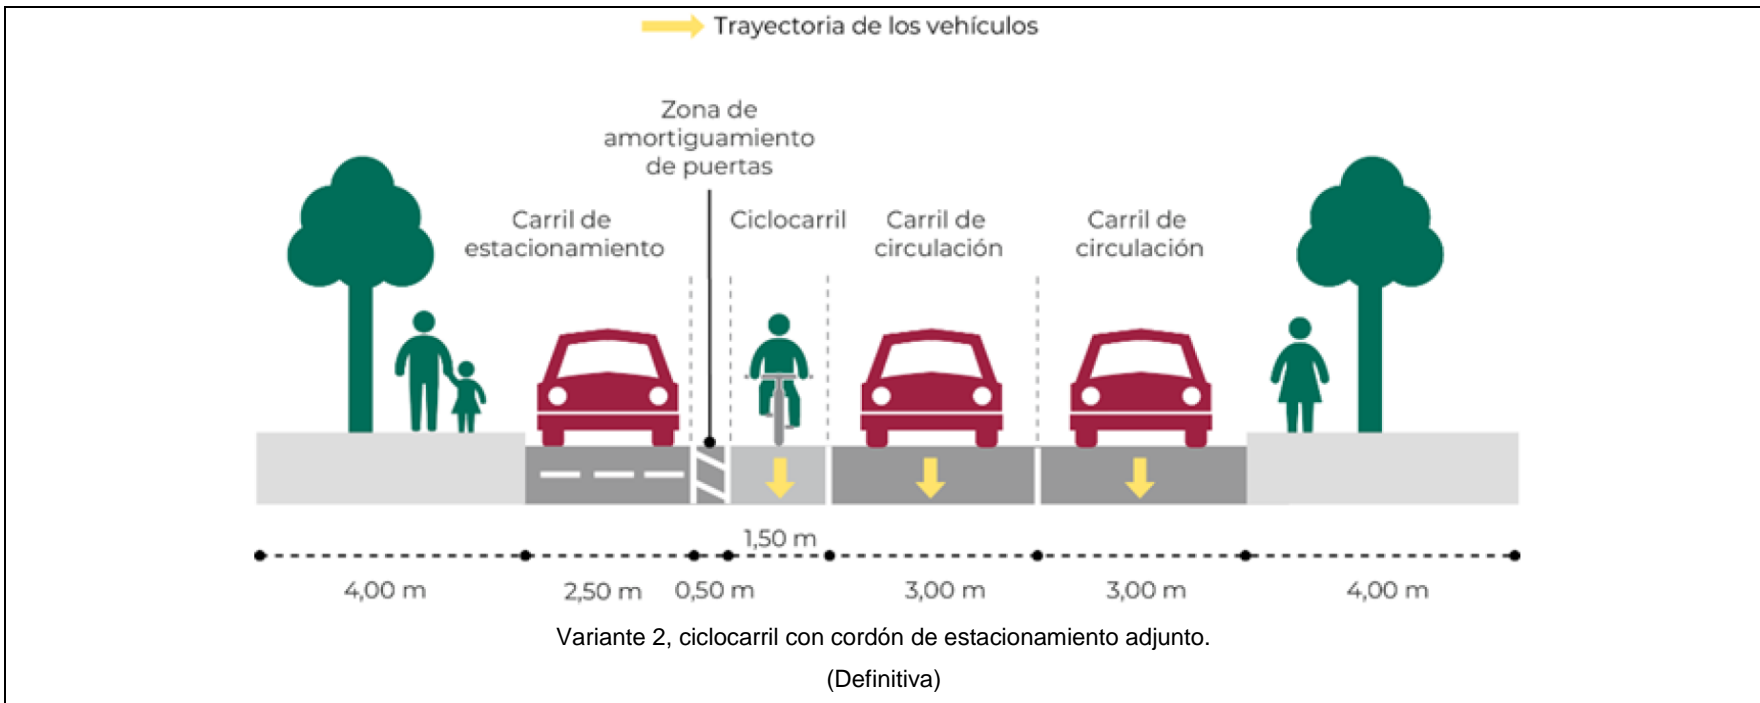 Trayectoria de los vehículos
Zona de
amortiguamiento
de puertas
Carril de
estacionamiento
Ciclocarril
Carril de
circulación
Carril de
circulación
1,50 m
4,00 m
2,50 m
0,50 m
3,00 m
3,00 m
4,00 m
Variante 2, ciclocarril con cordón de estacionamiento adjunto.
(Definitiva)